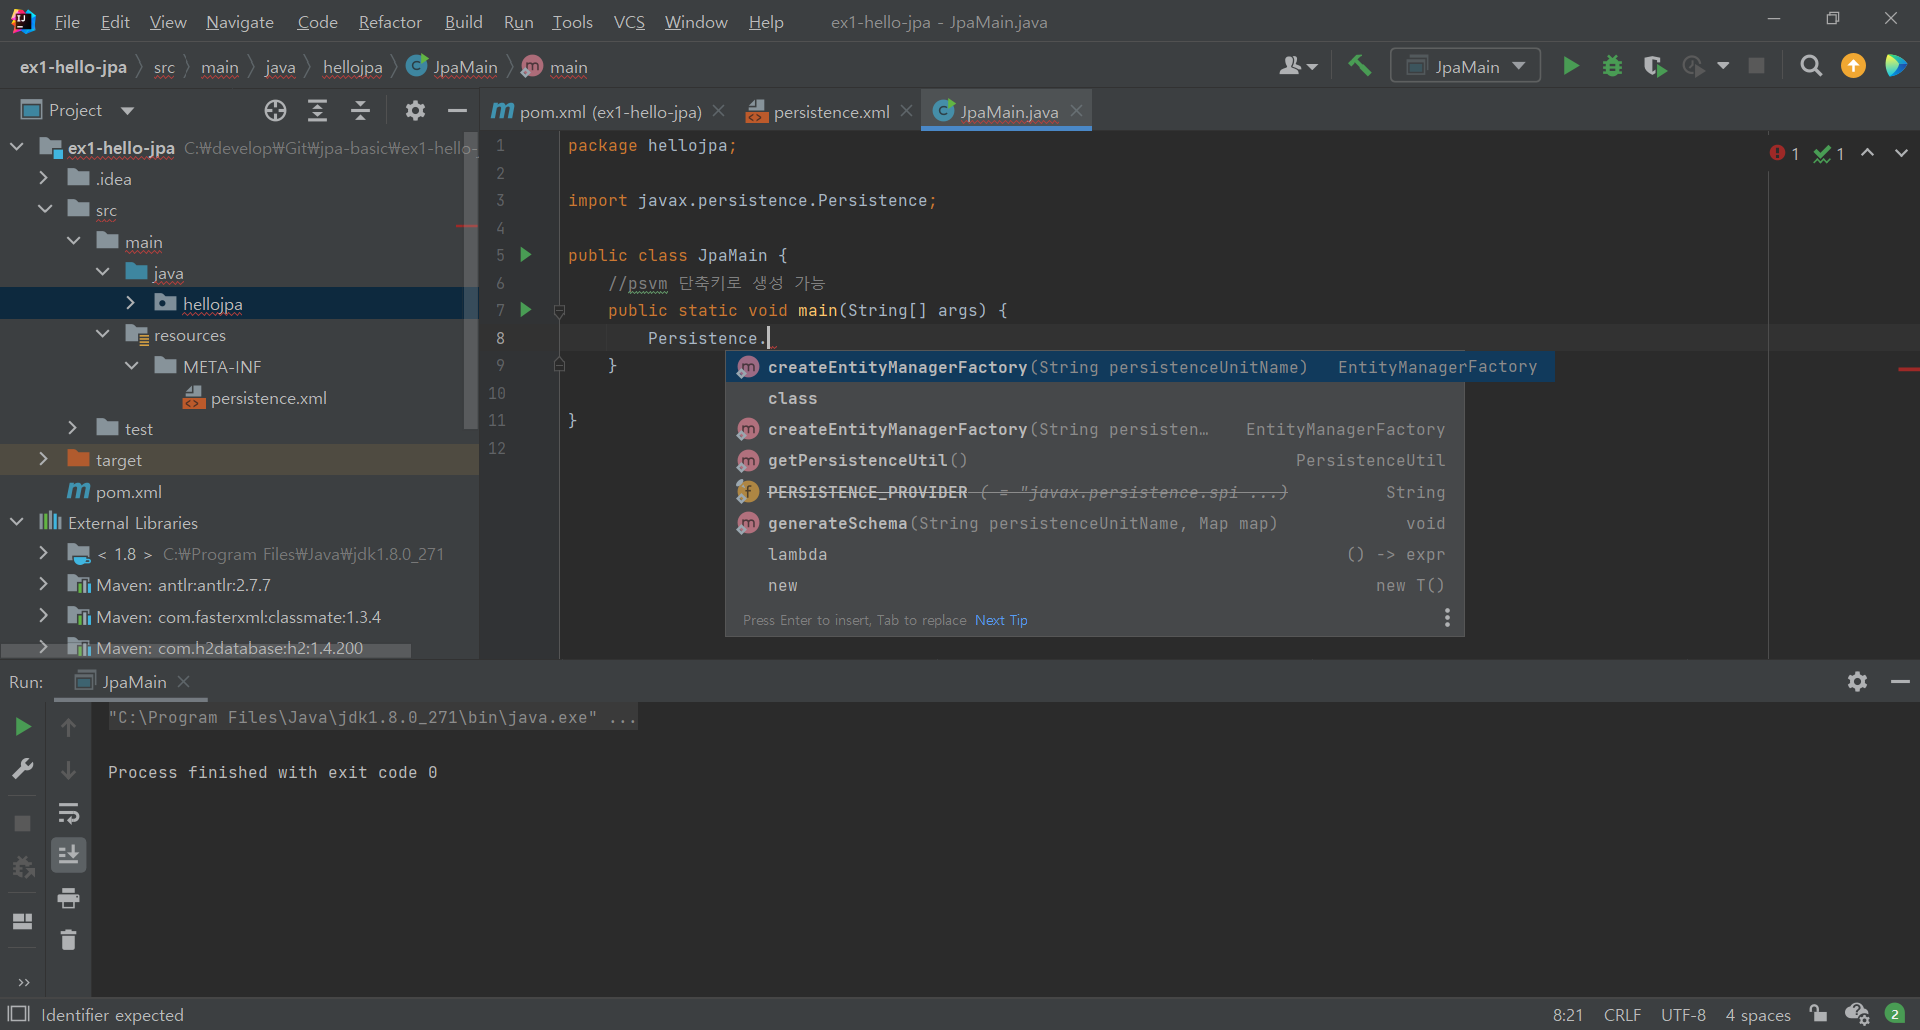 File Edit View Navigate Code Refactor Build Run Tools VCS Window Help ex1-hello-jpa - JpaMain.java
ex1-hello-jpa src main java hellojpa JpaMain main JpaMain
Project
pom.xml (ex1-hello-jpa) persistence.xml JpaMain.java
ex1-hello-jpa C:₩develop₩Git₩jpa-basic₩ex1-hello-
.idea
src
main
java
hellojpa
resources
META-INF
persistence.xml
test
target
pom.xml
External Libraries
< 1.8 > C:₩Program Files₩Java₩jdk1.8.0_271
Maven: antlr:antlr:2.7.7
Maven: com.fasterxml:classmate:1.3.4
Maven: com.h2database:h2:1.4.200
1 package hellojpa;
2
3 import javax.persistence.Persistence;
4
5 public class JpaMain {
6 //psvm 단축키로 생성 가능
7 public static void main(String[] args) {
8 Persistence.
9 }
10
11 }
12
1 1
createEntityManagerFactory(String persistenceUnitName) EntityManagerFactory
class
createEntityManagerFactory(String persisten… EntityManagerFactory
getPersistenceUtil() PersistenceUtil
PERSISTENCE_PROVIDER ( = "javax.persistence.spi ...) String
generateSchema(String persistenceUnitName, Map map) void
lambda () -> expr
new new T()
Press Enter to insert, Tab to replace Next Tip
Run: JpaMain
"C:\Program Files\Java\jdk1.8.0_271\bin\java.exe" ...
Process finished with exit code 0
Identifier expected 8:21 CRLF UTF-8 4 spaces 2